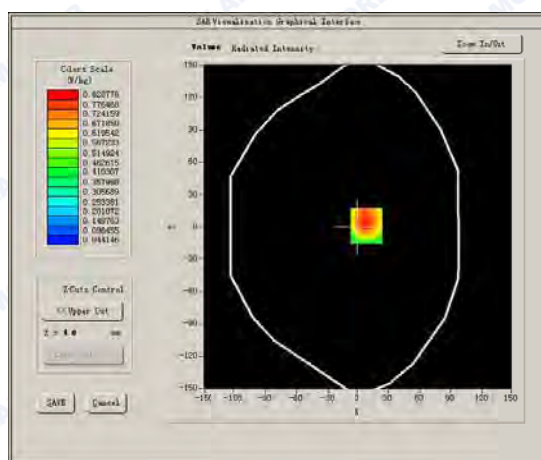 SAR Visualisation Graphical Interface
Volume Radiated Intensity
Zoom In/Out
Colors Scale
(W/kg)
0.828776
0.776468
0.724159
0.671850
0.619542
0.567233
0.514924
0.462615
0.410307
0.357998
0.305689
0.253381
0.201072
0.148763
0.096455
0.044146
Z-Cuts Control
<<Upper Cut
SAVE
Cancel
150
120
90
60
30
0
-30
-60
-90
-120
-150
-150 -100 -60 -30 0 30 60 90 120 150
X